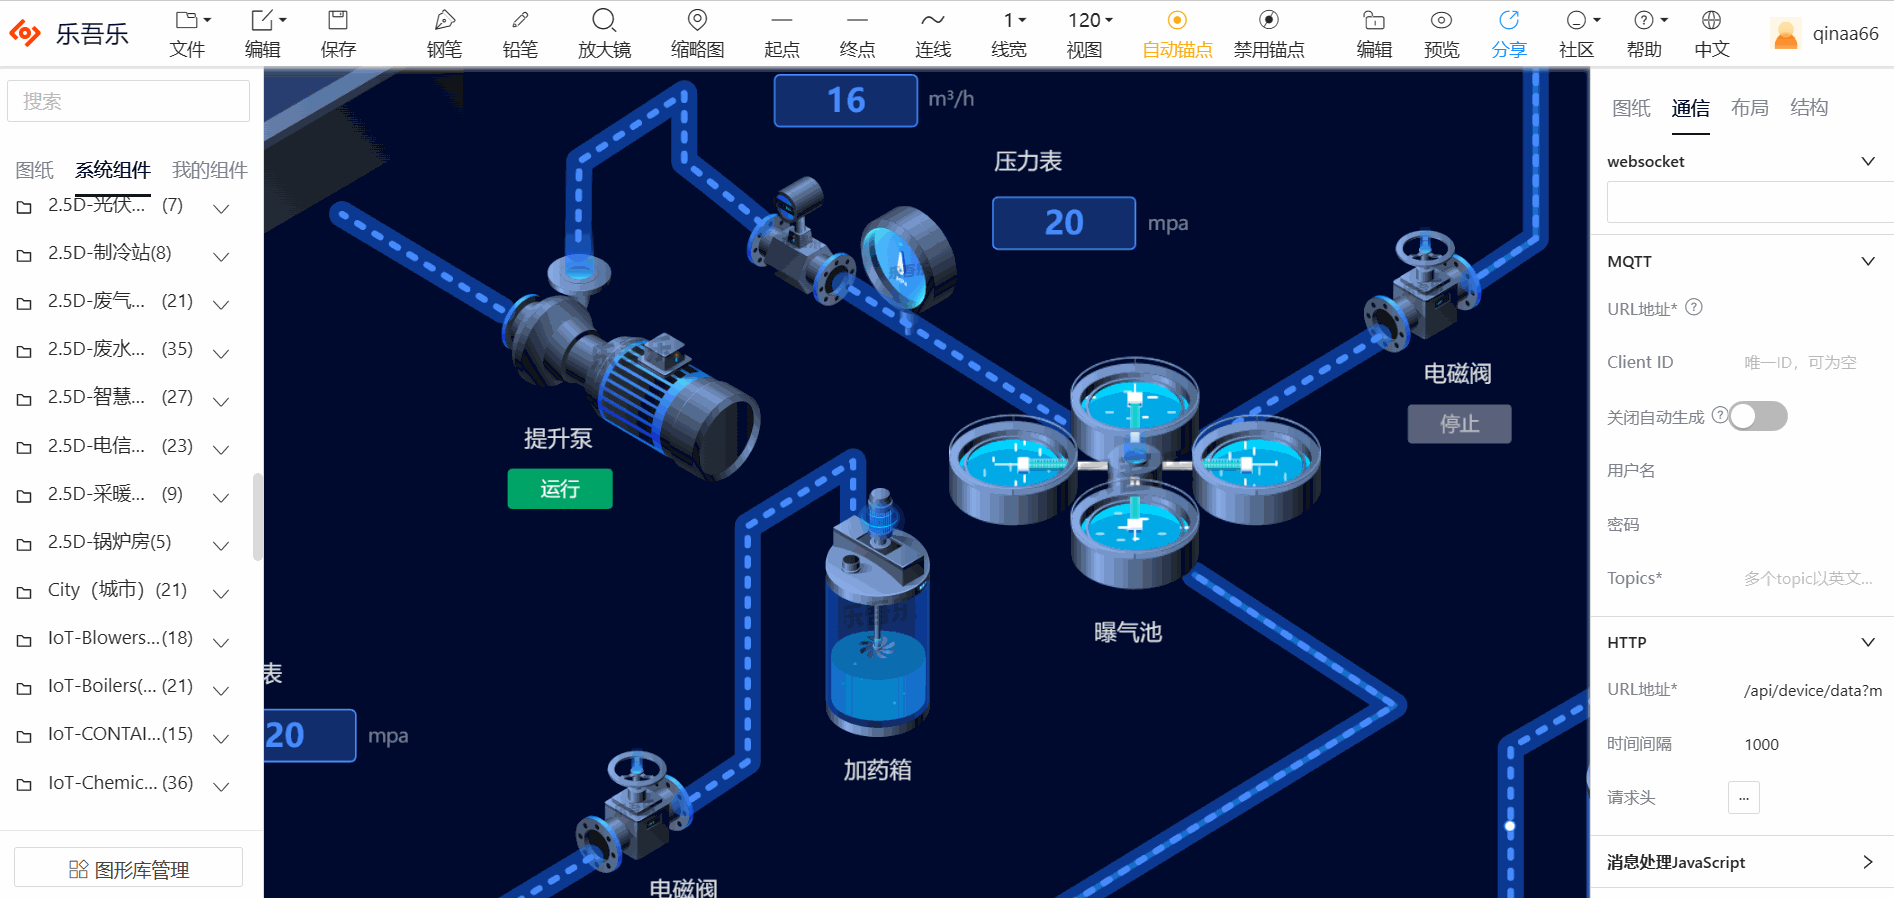 乐吾乐
文件
编辑
保存
钢笔
铅笔
放大镜
缩略图
起点
终点
连线
1
线宽
120
视图
自动锚点
禁用锚点
编辑
预览
分享
社区
帮助
中文
qinaa66
搜索
图纸 系统组件 我的组件
2.5D-光伏... (7)
2.5D-制冷站(8)
2.5D-废气... (21)
2.5D-废水... (35)
2.5D-智慧... (27)
2.5D-电信... (23)
2.5D-采暖... (9)
2.5D-锅炉房(5)
City（城市）(21)
IoT-Blowers...(18)
IoT-Boilers(... (21)
IoT-CONTAI...(15)
IoT-Chemic... (36)
图形库管理
16 m³/h
压力表
20 mpa
乐吾乐
电磁阀
停止
提升泵
运行
曝气池
乐吾乐
加药箱
表
20 mpa
电磁阀
图纸 通信 布局 结构
websocket
MQTT
URL地址*
Client ID 唯一ID，可为空
关闭自动生成
用户名
密码
Topics* 多个topic以英文...
HTTP
URL地址* /api/device/data?m
时间间隔 1000
请求头 ...
消息处理JavaScript